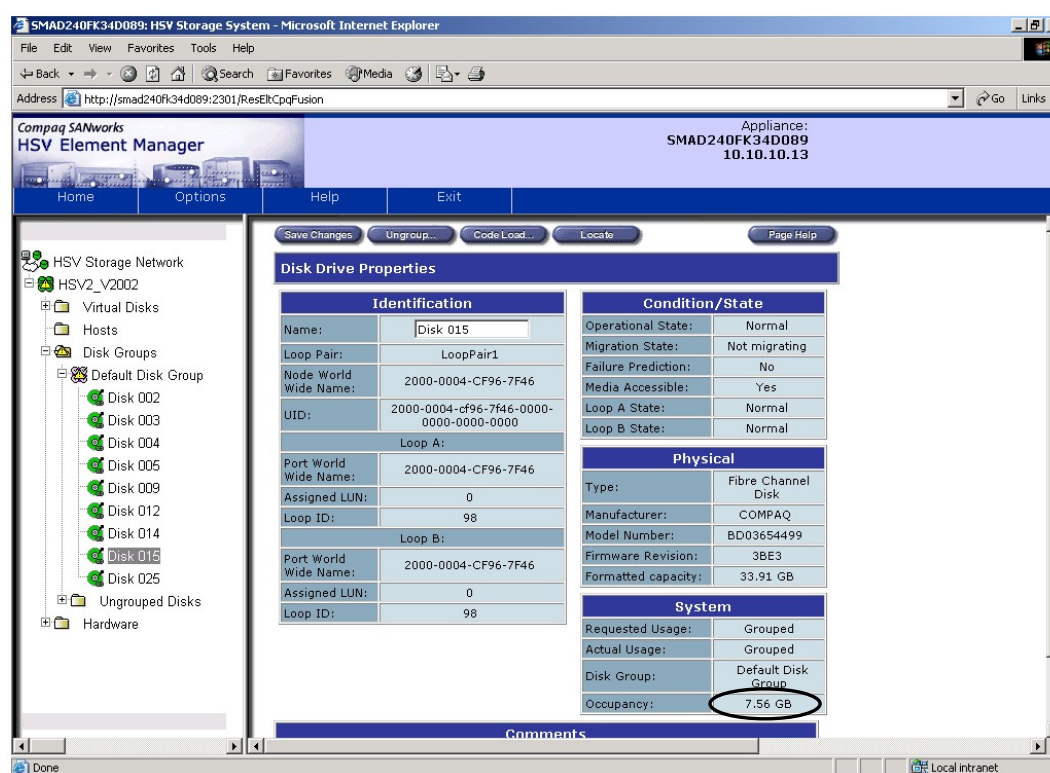 SMAD240FK34D089: HSV Storage System - Microsoft Internet Explorer
File Edit View Favorites Tools Help
Back Search Favorites Media
Address http://smad240fk34d089:2301/ResEltCpqFusion Go Links
Compaq SANworks
HSV Element Manager
Appliance:
SMAD240FK34D089
10.10.10.13
Home Options Help Exit
HSV Storage Network
HSV2_V2002
Virtual Disks
Hosts
Disk Groups
Default Disk Group
Disk 002
Disk 003
Disk 004
Disk 005
Disk 009
Disk 012
Disk 014
Disk 015
Disk 025
Ungrouped Disks
Hardware
Save Changes Ungroup... Code Load... Locate Page Help
Disk Drive Properties
Identification
Name: Disk 015
Loop Pair: LoopPair1
Node World
Wide Name: 2000-0004-CF96-7F46
UID: 2000-0004-cf96-7f46-0000-
0000-0000-0000
Loop A:
Port World
Wide Name: 2000-0004-CF96-7F46
Assigned LUN: 0
Loop ID: 98
Loop B:
Port World
Wide Name: 2000-0004-CF96-7F46
Assigned LUN: 0
Loop ID: 98
Condition/State
Operational State: Normal
Migration State: Not migrating
Failure Prediction: No
Media Accessible: Yes
Loop A State: Normal
Loop B State: Normal
Physical
Type: Fibre Channel
Disk
Manufacturer: COMPAQ
Model Number: BD03654499
Firmware Revision: 3BE3
Formatted capacity: 33.91 GB
System
Requested Usage: Grouped
Actual Usage: Grouped
Disk Group: Default Disk
Group
Occupancy: 7.56 GB
Comments
Done Local intranet